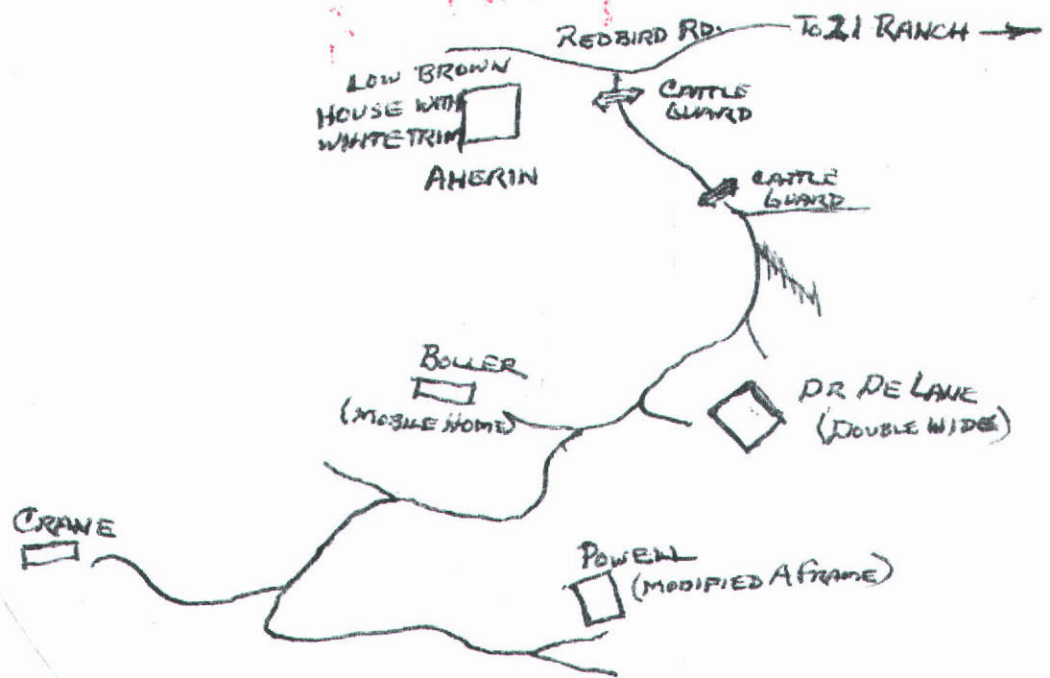 REDBIRD RD.
TO 21 RANCH
LOW BROWN
HOUSE WITH
WHITE TRIM
AHERIN
CATTLE
GUARD
CATTLE
GUARD
BOLLER
(MOBILE HOME)
DR DE LANE
(DOUBLE WIDE)
CRANE
POWELL
(MODIFIED A FRAME)